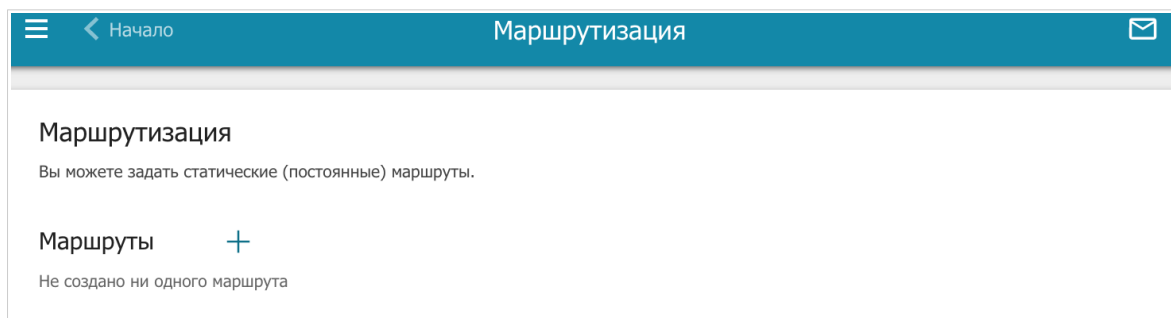 Начало
Маршрутизация
Маршрутизация
Вы можете задать статические (постоянные) маршруты.
Маршруты
Не создано ни одного маршрута